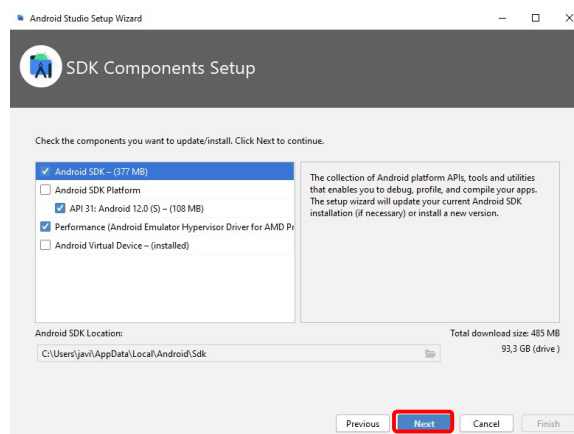 Android Studio Setup Wizard
SDK Components Setup
Check the components you want to update/install. Click Next to continue.
Android SDK – (377 MB)
Android SDK Platform
API 31: Android 12.0 (S) – (108 MB)
Performance (Android Emulator Hypervisor Driver for AMD Pr
Android Virtual Device – (installed)
The collection of Android platform APIs, tools and utilities
that enables you to debug, profile, and compile your apps.
The setup wizard will update your current Android SDK
installation (if necessary) or install a new version.
Android SDK Location:
C:\Users\javi\AppData\Local\Android\Sdk
Total download size: 485 MB
93,3 GB (drive )
Previous
Next
Cancel
Finish